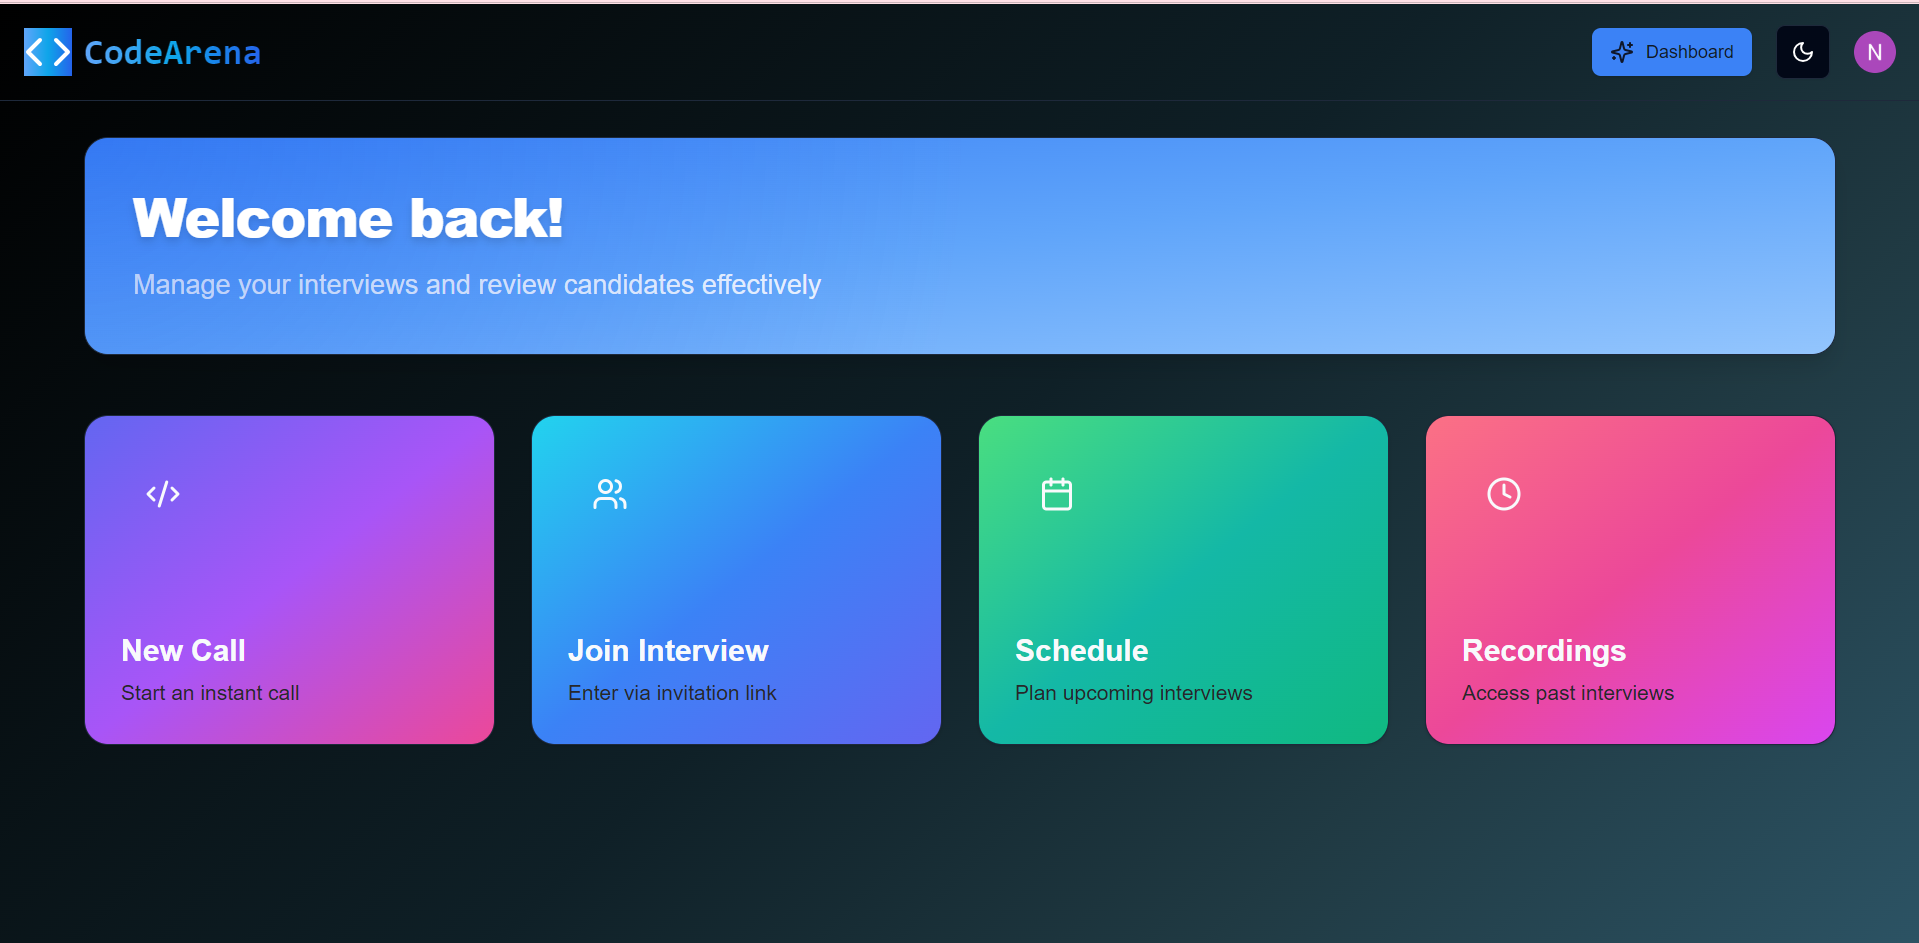 CodeArena
Dashboard
N
Welcome back!
Manage your interviews and review candidates effectively
New Call
Start an instant call
Join Interview
Enter via invitation link
Schedule
Plan upcoming interviews
Recordings
Access past interviews